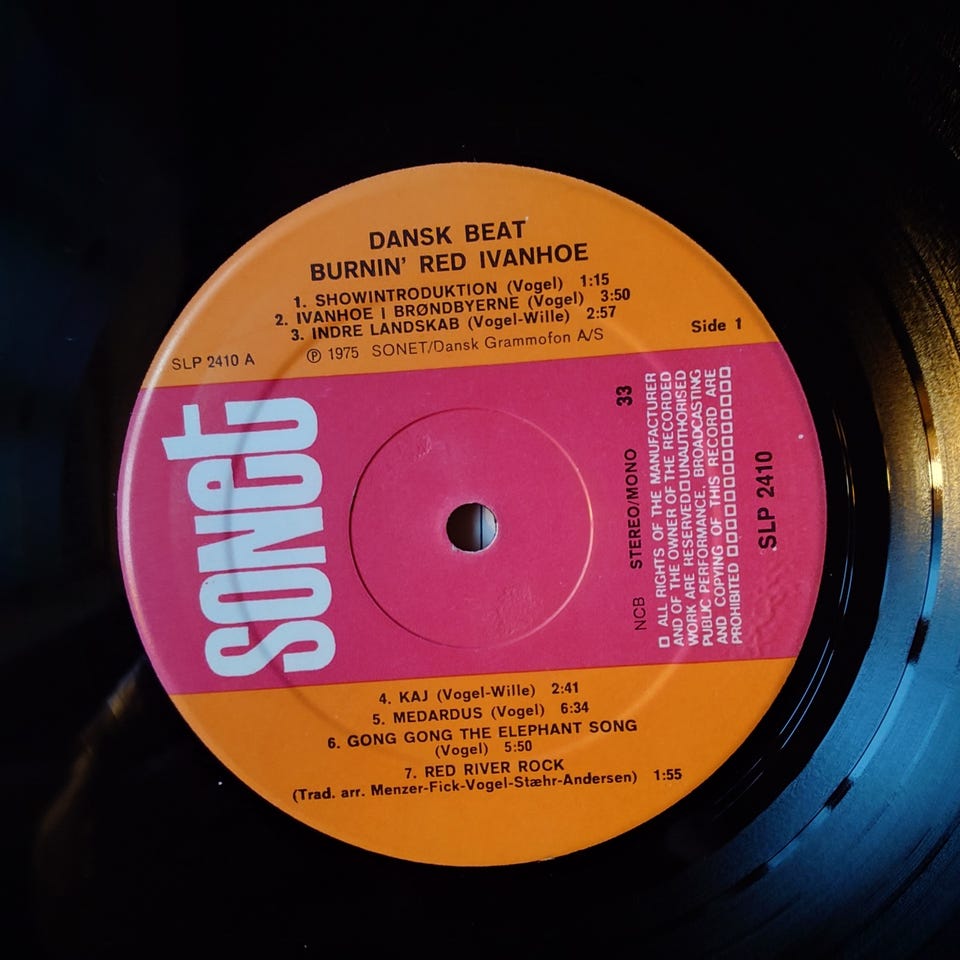 DANSK BEAT
BURNIN' RED IVANHOE
1. SHOWINTRODUKTION (Vogel) 1:15
2. IVANHOE I BRØNDBYERNE (Vogel) 3:50
3. INDRE LANDSKAB (Vogel-Wille) 2:57
℗ 1975 SONET/Dansk Grammofon A/S
SLP 2410 A
Side 1
sonet
33
STEREO/MONO
NCB
□ ALL RIGHTS OF THE MANUFACTURER
AND OF THE OWNER OF THE RECORDED
WORK ARE RESERVED □ UNAUTHORISED
PUBLIC PERFORMANCE, BROADCASTING
AND COPYING OF THIS RECORD ARE
PROHIBITED □□□□□□□□□□□□□
SLP 2410
4. KAJ (Vogel-Wille) 2:41
5. MEDARDUS (Vogel) 6:34
6. GONG GONG THE ELEPHANT SONG
(Vogel) 5:50
7. RED RIVER ROCK
(Trad. arr. Menzer-Fick-Vogel-Stæhr-Andersen) 1:55